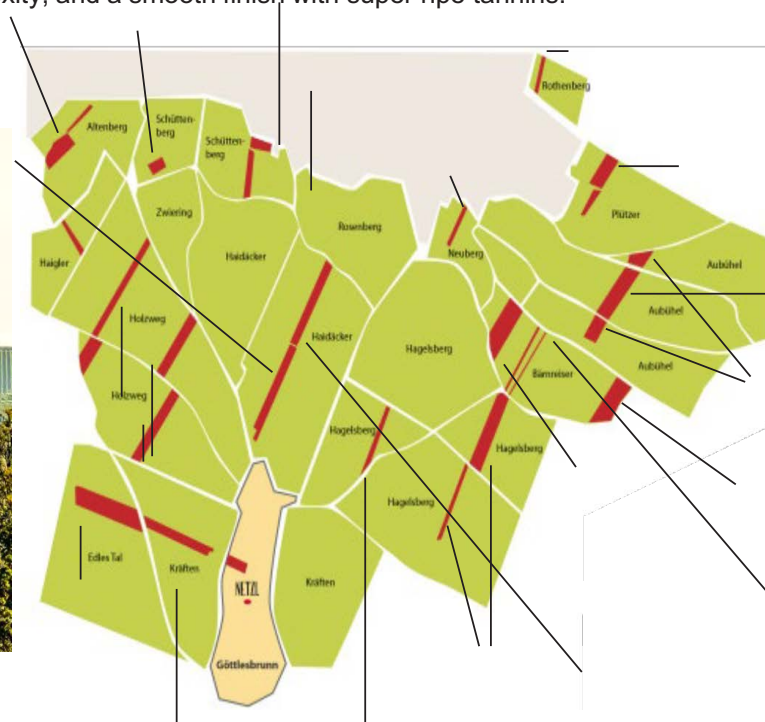 xity, and a smooth finish with super ripe tannins.
Rothenberg
Altenberg
Schütten-
berg
Schütten-
berg
Plützer
Zwiering
Rosenberg
Neuberg
Haigler
Haidäcker
Aubühel
Holzweg
Haidäcker
Hagelsberg
Aubühel
Bärnreiser
Aubühel
Holzweg
Hagelsberg
Hagelsberg
Hagelsberg
Edles Tal
Kräften
NETZL
Kräften
Göttlesbrunn